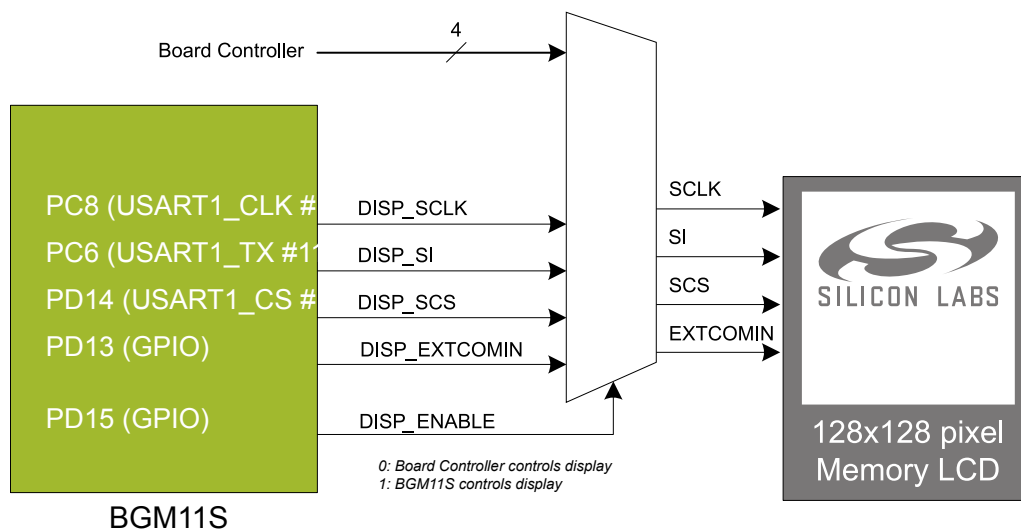 4
Board Controller
PC8 (USART1_CLK #
DISP_SCLK
SCLK
PC6 (USART1_TX #11
DISP_SI
SI
PD14 (USART1_CS #
DISP_SCS
SCS
PD13 (GPIO)
DISP_EXTCOMIN
EXTCOMIN
PD15 (GPIO)
DISP_ENABLE
0: Board Controller controls display
1: BGM11S controls display
SILICON LABS
128x128 pixel
Memory LCD
BGM11S